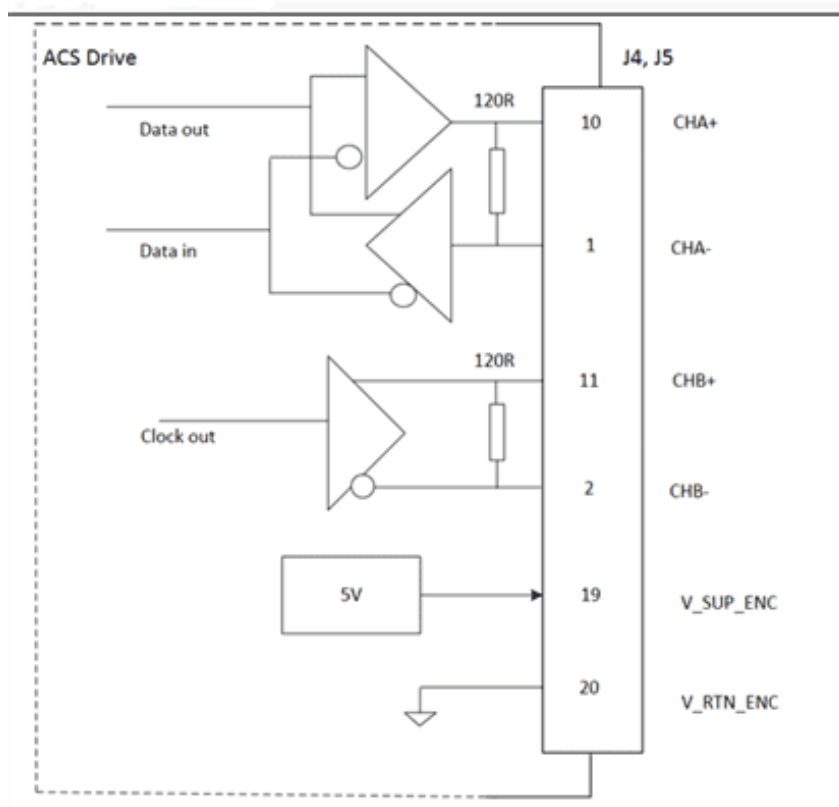 ACS Drive
J4, J5
120R
10
CHA+
Data out
Data in
1
CHA-
120R
11
CHB+
Clock out
2
CHB-
5V
19
V_SUP_ENC
20
V_RTN_ENC